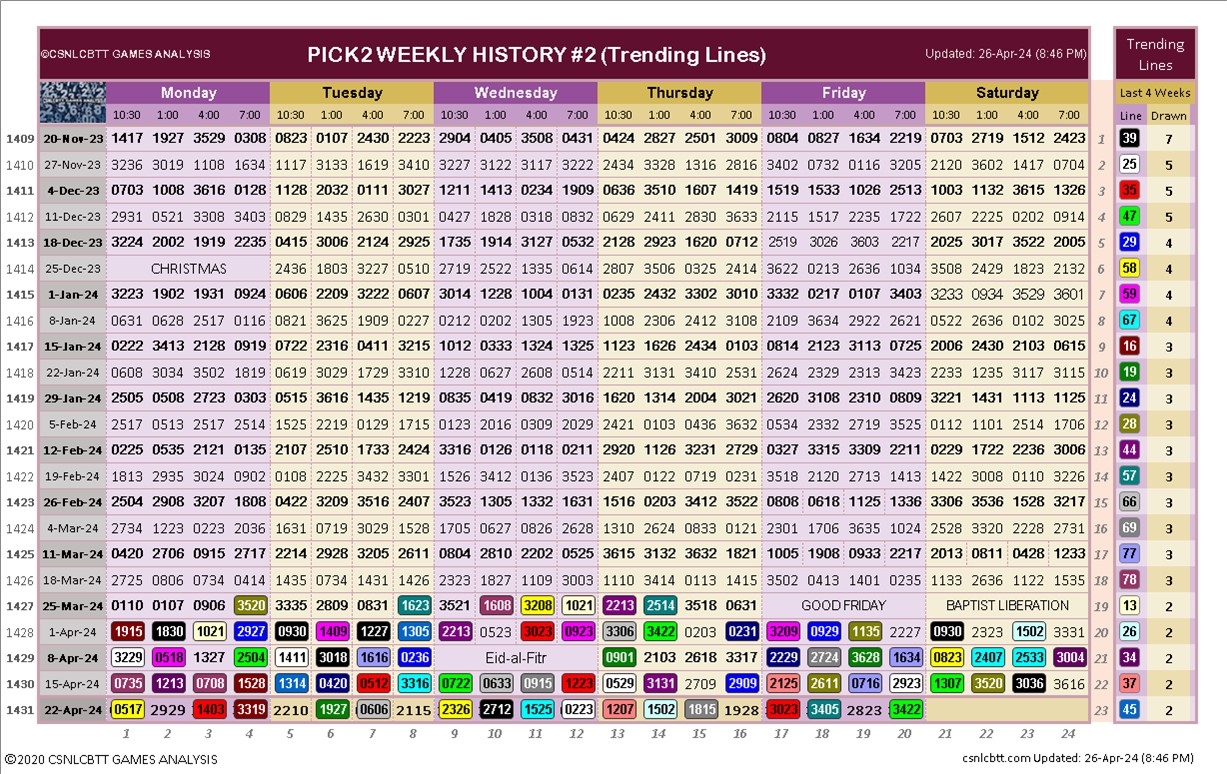 ©CSNLCBTT GAMES ANALYSIS PICK2 WEEKLY HISTORY #2 (Trending Lines) Updated: 26-Apr-24 (8:46 PM) Trending Lines
Monday Tuesday Wednesday Thursday Friday Saturday Last 4 Weeks
10:30 1:00 4:00 7:00 10:30 1:00 4:00 7:00 10:30 1:00 4:00 7:00 10:30 1:00 4:00 7:00 10:30 1:00 4:00 7:00 10:30 1:00 4:00 7:00 Line Drawn
1409 20-Nov-23 1417 1927 3529 0308 0823 0107 2430 2223 2904 0405 3508 0431 0424 2827 2501 3009 0804 0827 1634 2219 0703 2719 1512 2423 1 39 7
1410 27-Nov-23 3236 3019 1108 1634 1117 3133 1619 3410 3227 3122 3117 3222 2434 3328 1316 2816 3402 0732 0116 3205 2120 3602 1417 0704 2 25 5
1411 4-Dec-23 0703 1008 3616 0128 1128 2032 0111 3027 1211 1413 0234 1909 0636 3510 1607 1419 1519 1533 1026 2513 1003 1132 3615 1326 3 35 5
1412 11-Dec-23 2931 0521 3308 3403 0829 1435 2630 0301 0427 1828 0318 0832 0629 2411 2830 3633 2115 1517 2235 1722 2607 2225 0202 0914 4 47 5
1413 18-Dec-23 3224 2002 1919 2235 0415 3006 2124 2925 1735 1914 3127 0532 2128 2923 1620 0712 2519 3026 3603 2217 2025 3017 3522 2005 5 29 4
1414 25-Dec-23 CHRISTMAS 2436 1803 3227 0516 2719 2522 1335 0614 2807 3506 0325 2414 3622 0213 2636 1034 3508 2429 1823 2132 6 58 4
1415 1-Jan-24 3223 1902 1931 0924 0606 2209 3222 0607 3014 1228 1004 0131 0235 2432 3302 3010 3332 0217 0107 3403 3233 0934 3529 3601 7 59 4
1416 8-Jan-24 0631 0628 2517 0116 0821 3625 1909 0227 0212 0202 1305 1923 1008 2306 2412 3108 2109 3634 2922 2621 0522 2636 0102 3025 8 67 4
1417 15-Jan-24 0222 3413 2128 0919 0722 2316 0411 3215 1012 0333 1324 1325 1123 1626 2434 0103 0814 2123 3113 0725 2006 2430 2103 0615 9 16 3
1418 22-Jan-24 0608 3034 3502 1819 0619 3029 1729 3310 1228 0627 2608 0514 2211 3131 3410 2531 2624 2329 2313 3423 2233 1235 3117 3115 10 19 3
1419 29-Jan-24 2505 0508 2723 0303 0515 3616 1435 1219 0835 0419 0832 3016 1620 1314 2004 3021 2620 3108 2310 0809 3221 1431 1113 1125 11 24 3
1420 5-Feb-24 2517 0513 2517 2514 1525 2219 0129 1713 0123 2016 0309 2029 2421 0103 0436 3632 0534 2332 2719 3525 0112 1101 2514 1706 12 28 3
1421 12-Feb-24 0225 0535 2121 0135 2107 2510 1733 2424 3316 0126 0118 0211 2920 1126 3231 2729 0327 3315 3309 2211 0229 1722 2236 3006 13 44 3
1422 19-Feb-24 1813 2935 3024 0902 0108 2225 3432 3301 1526 3412 0136 3523 2407 0122 0719 0231 3518 2120 2713 1413 1422 3008 0110 3226 14 57 3
1423 26-Feb-24 2504 2908 3207 1808 0422 3209 3516 2407 3523 1305 1332 1631 1516 0203 3412 3522 0808 0618 1125 1336 3306 3536 1528 3217 15 66 3
1424 4-Mar-24 2734 1223 0223 2036 1631 0719 3029 1528 1705 0627 0826 2628 1310 2624 0833 0121 2301 1706 3635 1024 2528 3320 2228 2731 16 69 3
1425 11-Mar-24 0420 2706 0915 2717 2214 2928 3205 2611 0804 2810 2202 0525 3615 3132 3632 1821 1005 1908 0933 2217 2013 0811 0428 1233 17 77 3
1426 18-Mar-24 2725 0806 0734 0414 1435 0734 1431 1426 2323 1827 1109 3003 1110 3414 0113 1415 3502 0413 1401 0235 1133 2636 1122 1535 18 78 3
1427 25-Mar-24 0110 0107 0906 3520 3335 2809 0831 1623 3521 1608 3208 1021 2213 2514 3518 0631 GOOD FRIDAY BAPTIST LIBERATION 19 13 2
1428 1-Apr-24 1915 1830 1021 2927 0930 1409 1227 1305 2213 0523 3023 0923 3306 3422 0203 0231 3209 0929 1135 2227 0930 2323 1502 3331 20 26 2
1429 8-Apr-24 3229 0518 1327 2504 1411 3018 1616 0236 Eid-al-Fitr 0901 2103 2618 3317 2229 2724 3628 1634 0823 2407 2533 3004 21 34 2
1430 15-Apr-24 0735 1213 0708 1528 1314 0420 0512 3316 0722 0633 0915 1223 0529 3131 2709 2909 2125 2611 0716 2923 1307 3520 3036 3616 22 37 2
1431 22-Apr-24 0517 2929 1403 3319 2210 1927 0606 2115 2326 2712 1525 0223 1207 1502 1815 1928 3023 3405 2823 3422 23 45 2
1 2 3 4 5 6 7 8 9 10 11 12 13 14 15 16 17 18 19 20 21 22 23 24
©2020 CSNLCBTT GAMES ANALYSIS csnlcbtt.com Updated: 26-Apr-24 (8:46 PM)